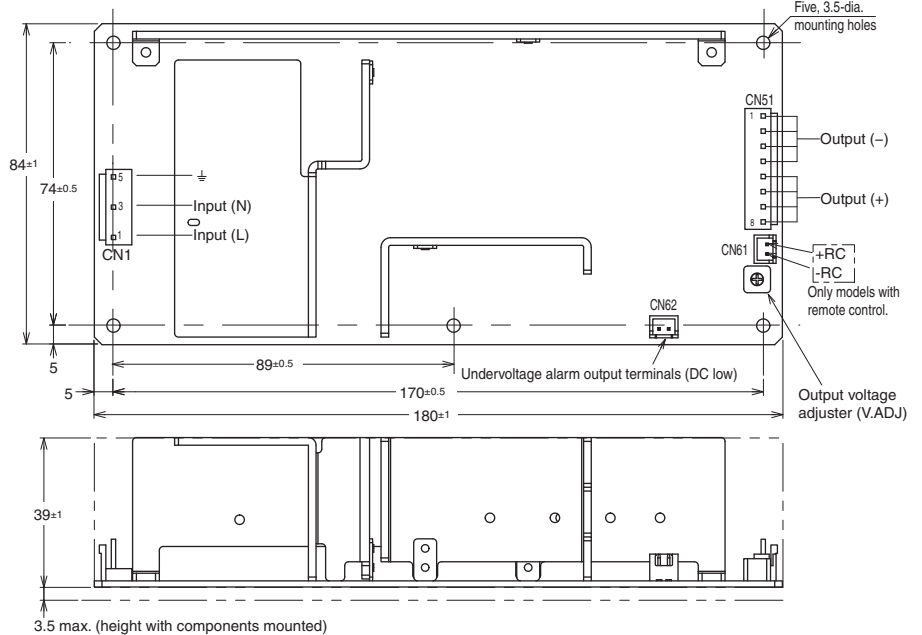 Five, 3.5-dia.
mounting holes
CN51
1
Output (–)
84±1
74±0.5
5
3
Input (N)
Output (+)
1
Input (L)
8
CN1
CN61
+RC
-RC
Only models with
remote control.
CN62
5
89±0.5
Undervoltage alarm output terminals (DC low)
5
170±0.5
Output voltage
adjuster (V.ADJ)
180±1
39±1
3.5 max. (height with components mounted)